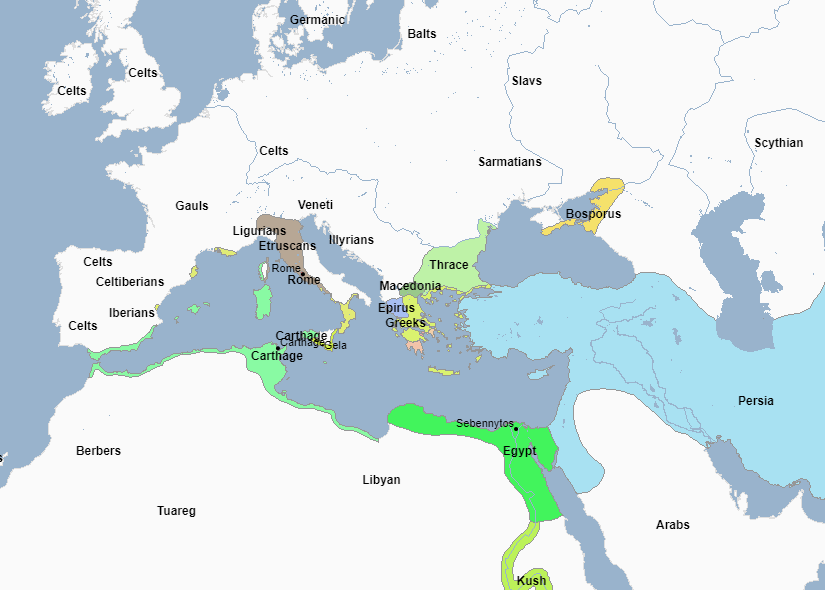 Germanic
Balts
Celts
Celts
Slavs
Scythian
Celts
Sarmatians
Gauls
Veneti
Bosporus
Ligurians
Illyrians
Etruscans
Celts
Thrace
Rome
Celtiberians
Rome
Macedonia
Iberians
Epirus
Celts
Greeks
Carthage
Carthage
Gela
Carthage
Persia
Sebennytos
Berbers
Egypt
Libyan
Tuareg
Arabs
Kush